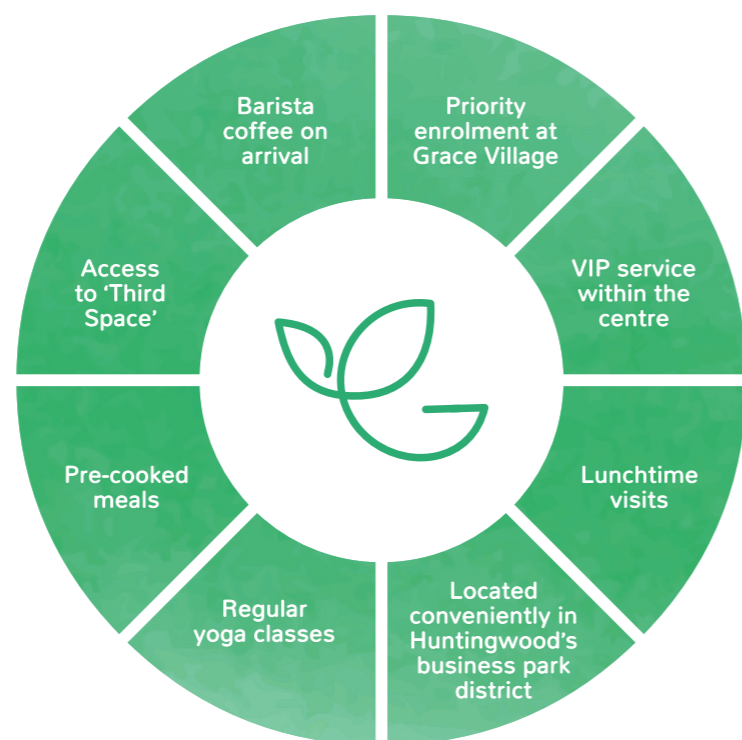 Barista
coffee on
arrival
Priority
enrolment at
Grace Village
VIP service
within the
centre
Lunchtime
visits
Located
conveniently in
Huntingwood's
business park
district
Regular
yoga classes
Pre-cooked
meals
Access
to ‘Third
Space’